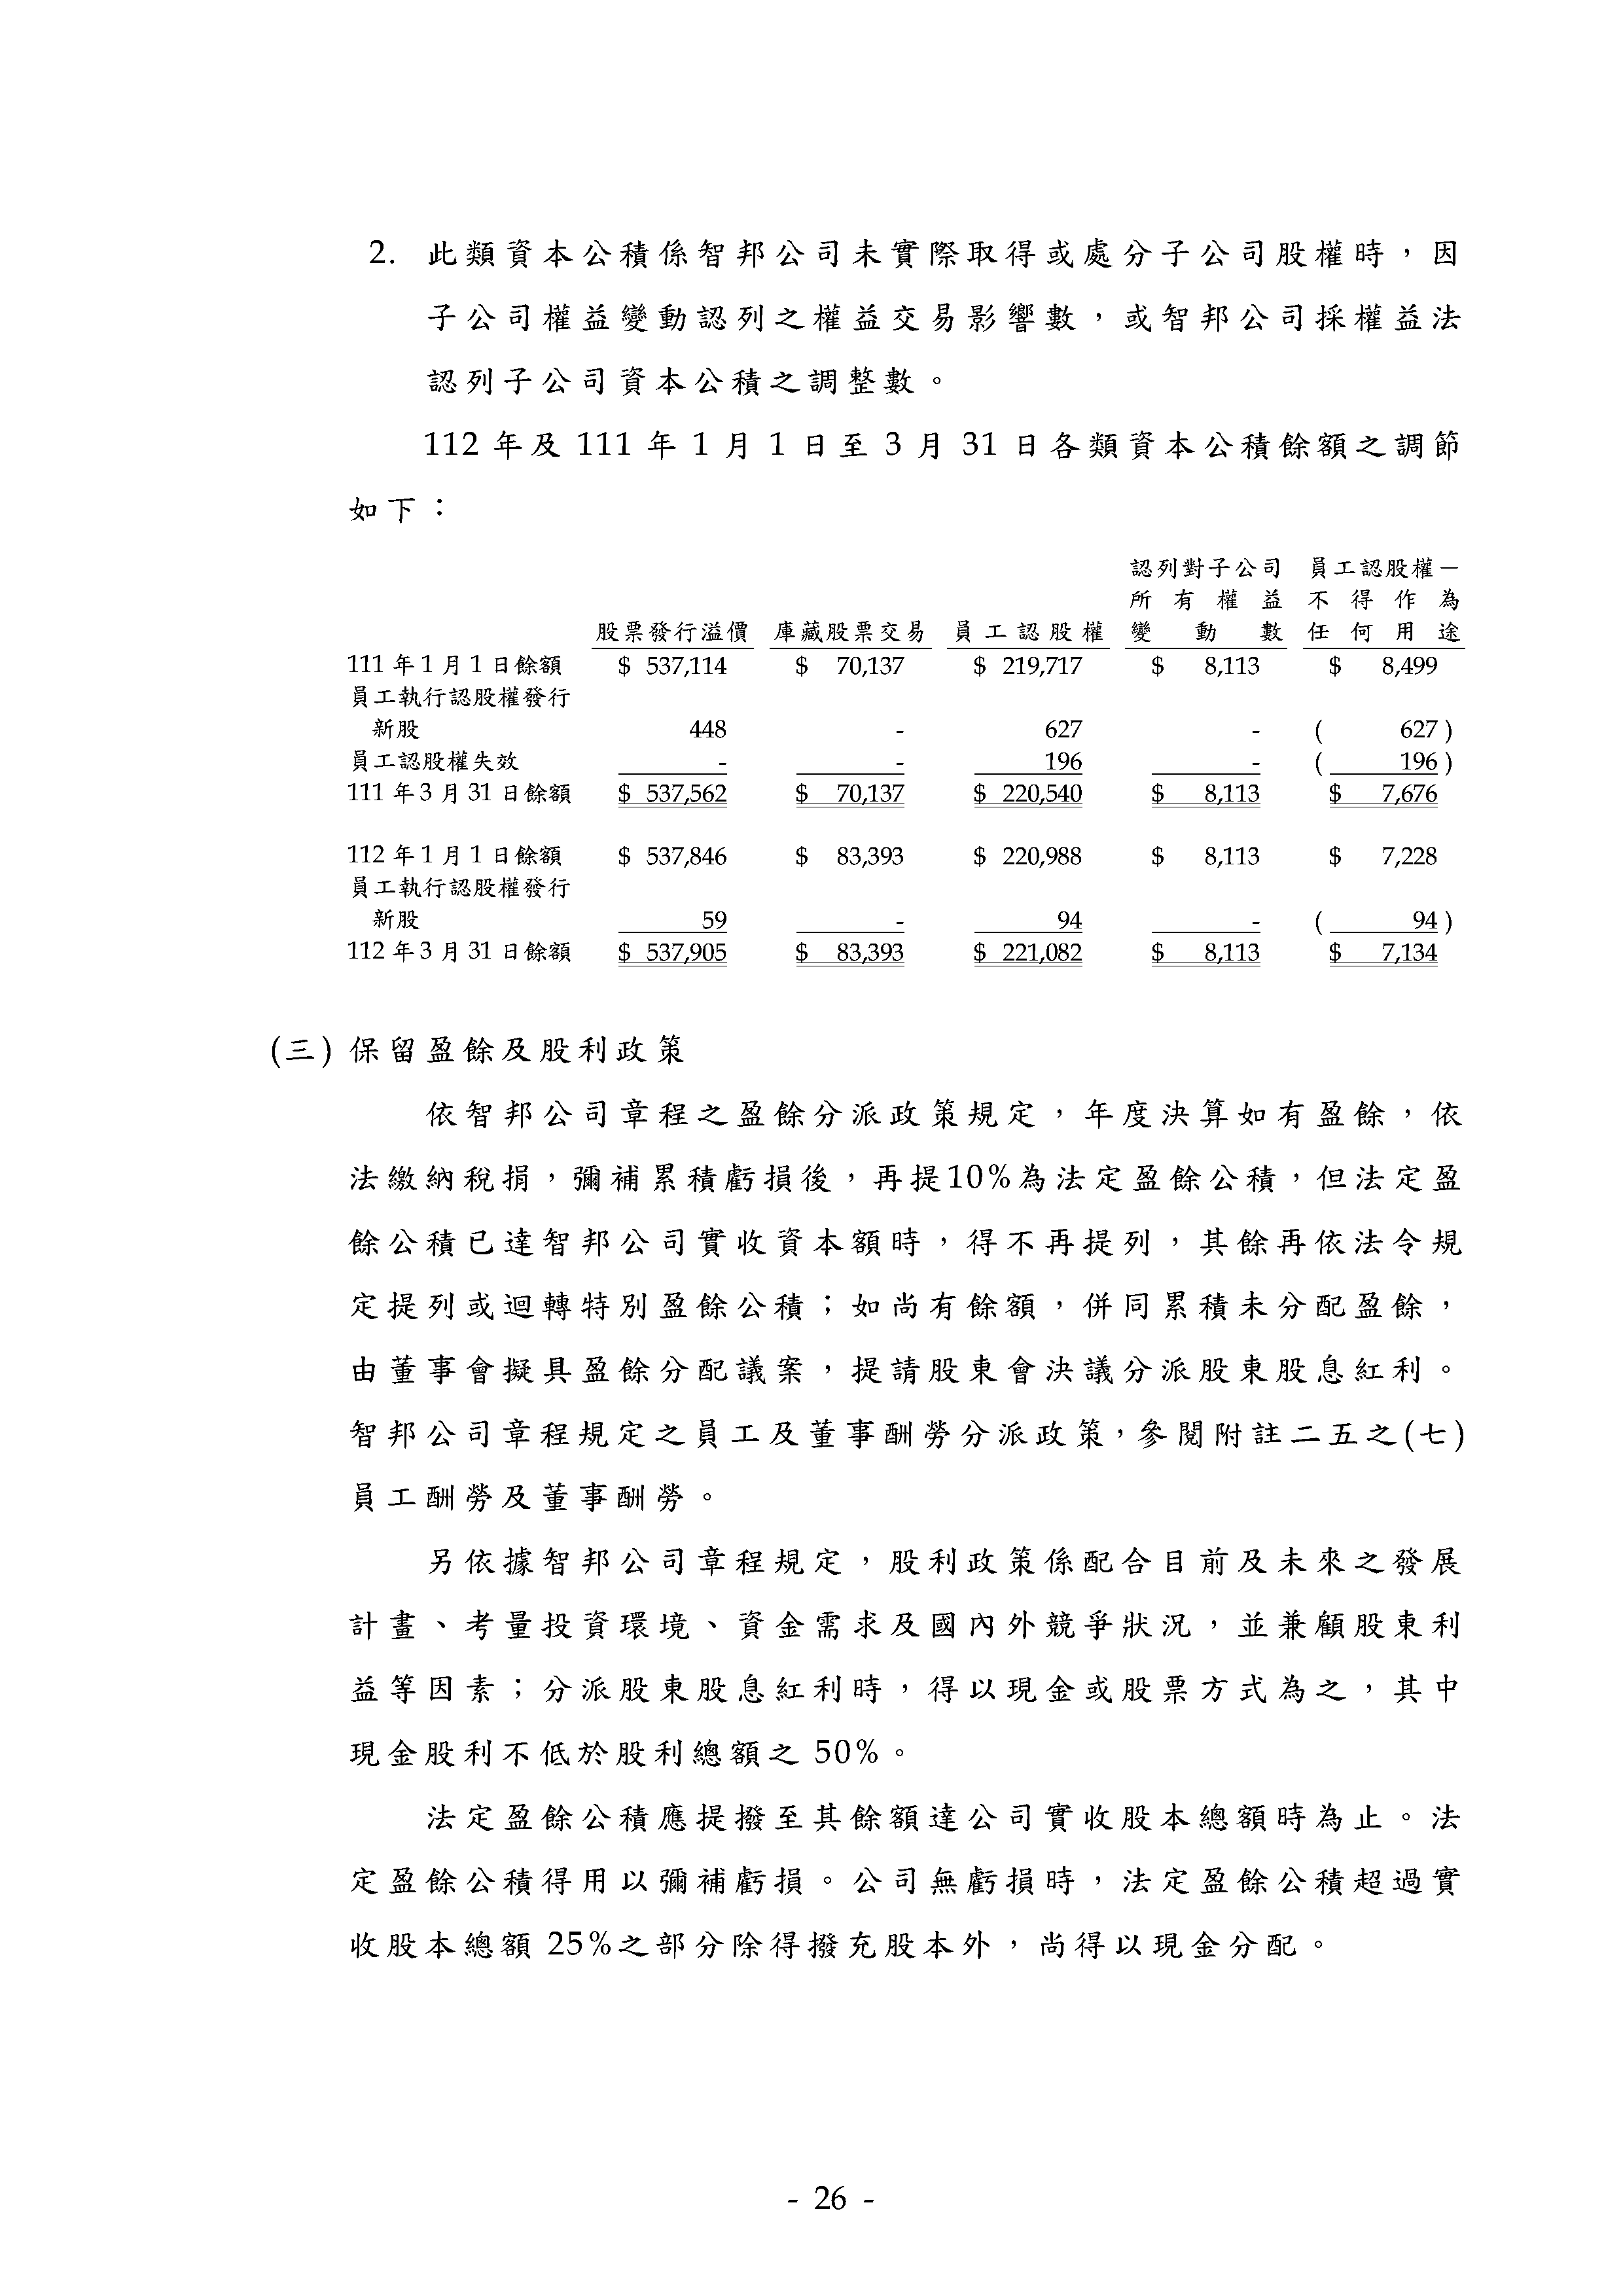 2. 此類資本公積係智邦公司未實際取得或處分子公司股權時，因
子公司權益變動認列之權益交易影響數，或智邦公司採權益法
認列子公司資本公積之調整數。
112 年及 111 年 1 月 1 日至 3 月 31 日各類資本公積餘額之調節
如下：
認列對子公司 員工認股權－
所有權益 不得作為
股票發行溢價 庫藏股票交易 員工認股權 變動數 任何用途
111 年 1 月 1 日餘額 $ 537,114 $ 70,137 $ 219,717 $ 8,113 $ 8,499
員工執行認股權發行
新股 448 - 627 - ( 627 )
員工認股權失效 - - 196 - ( 196 )
111 年 3 月 31 日餘額 $ 537,562 $ 70,137 $ 220,540 $ 8,113 $ 7,676
112 年 1 月 1 日餘額 $ 537,846 $ 83,393 $ 220,988 $ 8,113 $ 7,228
員工執行認股權發行
新股 59 - 94 - ( 94 )
112 年 3 月 31 日餘額 $ 537,905 $ 83,393 $ 221,082 $ 8,113 $ 7,134
(三) 保留盈餘及股利政策
依智邦公司章程之盈餘分派政策規定，年度決算如有盈餘，依
法繳納稅捐，彌補累積虧損後，再提10%為法定盈餘公積，但法定盈
餘公積已達智邦公司實收資本額時，得不再提列，其餘再依法令規
定提列或迴轉特別盈餘公積；如尚有餘額，併同累積未分配盈餘，
由董事會擬具盈餘分配議案，提請股東會決議分派股東股息紅利。
智邦公司章程規定之員工及董事酬勞分派政策，參閱附註二五之(七)
員工酬勞及董事酬勞。
另依據智邦公司章程規定，股利政策係配合目前及未來之發展
計畫、考量投資環境、資金需求及國內外競爭狀況，並兼顧股東利
益等因素；分派股東股息紅利時，得以現金或股票方式為之，其中
現金股利不低於股利總額之 50%。
法定盈餘公積應提撥至其餘額達公司實收股本總額時為止。法
定盈餘公積得用以彌補虧損。公司無虧損時，法定盈餘公積超過實
收股本總額 25%之部分除得撥充股本外，尚得以現金分配。
- 26 -